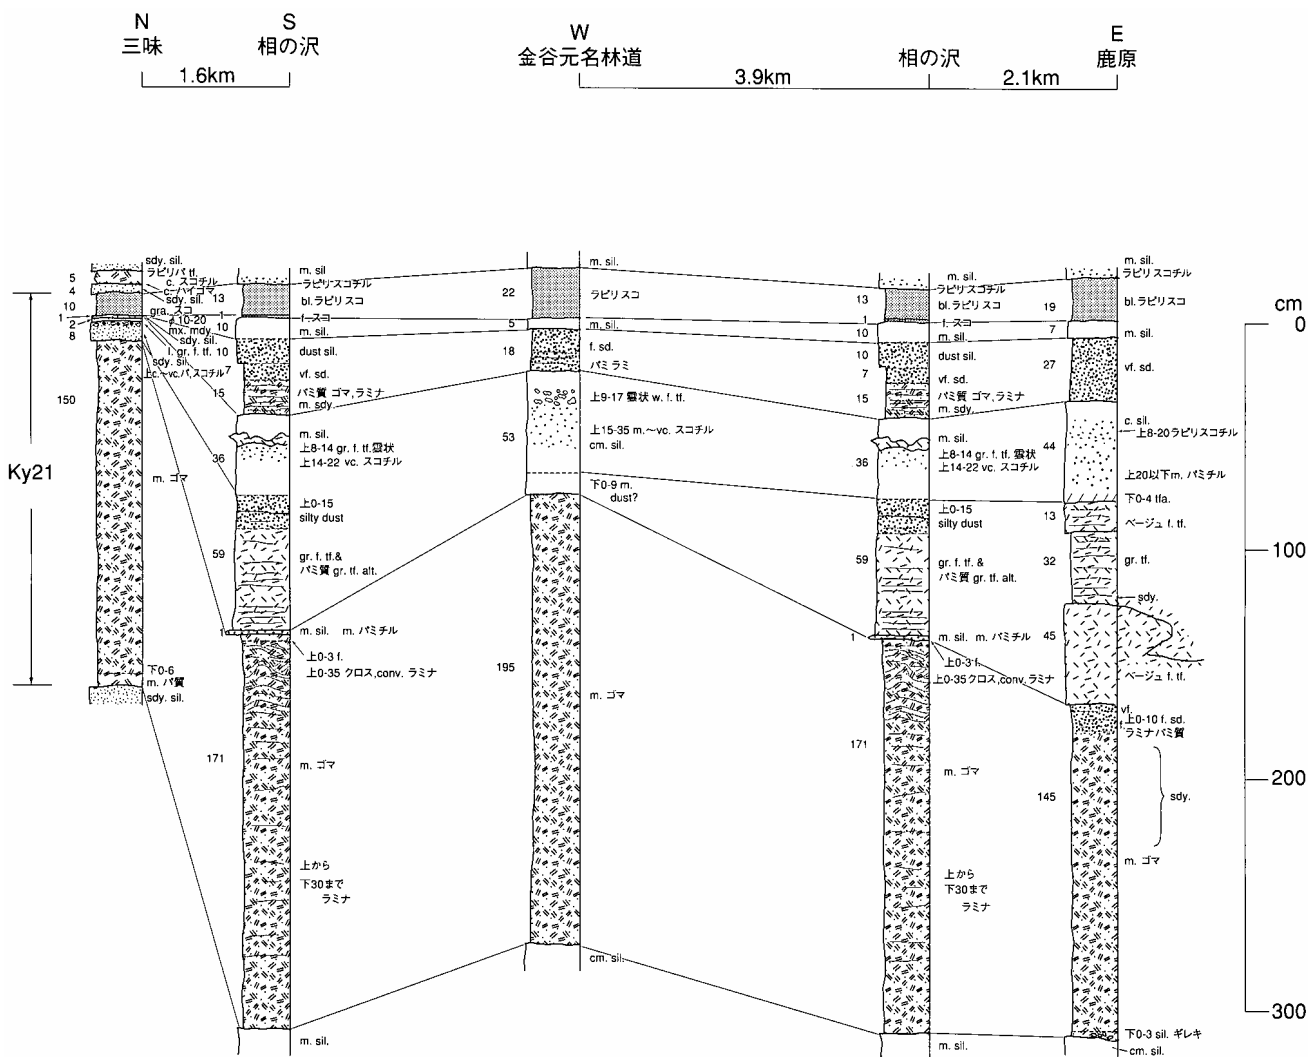 N
三味
S
相の沢
W
金谷元名林道
相の沢
E
鹿原
1.6km
3.9km
2.1km
cm
0
100
200
300
Ky21
sdy. sil.
ラピリパ tf.
c. スコチル
c. ハイゴマ
sdy. sil.
gra. スコ
mx. mdy.
sdy. sil.
l. gr. f. tf.
sdy. sil.
上c.〜vc.パ,スコチル
m. ゴマ
下0-6
m. パ質
sdy. sil.
5
4
10
1
2
8
150
m. sil
ラピリスコチル
bl.ラピリスコ
f. スコ
m. sil.
dust sil.
vf. sd.
パミ質 ゴマ,ラミナ
m. sdy.
m. sil.
上8-14 gr. f. tf.雲状
上14-22 vc. スコチル
上0-15
silty dust
gr. f. tf.&
パミ質 gr. tf. alt.
m. sil. m. パミチル
上0-3 f.
上0-35 クロス,conv. ラミナ
m. ゴマ
上から
下30まで
ラミナ
m. sil.
13
1
10
10
7
15
36
59
1
171
m. sil.
ラピリスコ
m. sil.
f. sd.
パミラミ
上9-17 雲状 w. f. tf.
上15-35 m.〜vc. スコチル
cm. sil.
下0-9 m.
dust?
m. ゴマ
cm. sil.
22
5
18
53
195
m. sil.
ラピリスコチル
bl.ラピリスコ
f. スコ
m. sil.
dust sil.
vf. sd.
パミ質 ゴマ,ラミナ
m. sdy
m. sil.
上8-14 gr. f. tf.雲状
上14-22 vc. スコチル
上0-15
silty dust
gr. f. tf. &
パミ質 gr. tf. alt.
m. sil. m. パミチル
上0-3 f.
上0-35クロス,conv. ラミナ
m. ゴマ
上から
下30まで
ラミナ
m. sil.
13
1
10
10
7
15
36
59
1
171
m. sil.
ラピリスコチル
bl.ラピリスコ
m. sil.
vf. sd.
c. sil.
上8-20ラピリスコチル
上20以下m. パミチル
下0-4 tfa.
ベージュ f. tf.
gr. tf.
sdy.
ベージュ f. tf.
vf.
上0-10 f. sd.
ラミナパミ質
sdy.
m. ゴマ
下0-3 sil. ギレキ
cm. sil.
19
7
27
44
13
32
45
145